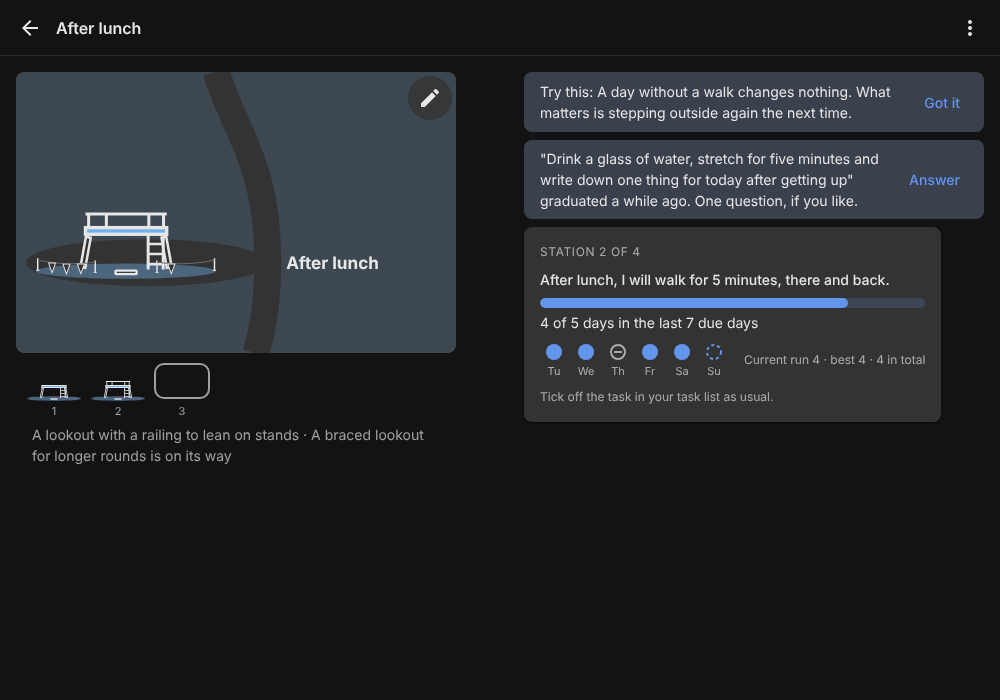 After lunch
After lunch
1
2
3
A lookout with a railing to lean on stands · A braced lookout
for longer rounds is on its way
Try this: A day without a walk changes nothing. What
matters is stepping outside again the next time.
Got it
"Drink a glass of water, stretch for five minutes and
write down one thing for today after getting up"
graduated a while ago. One question, if you like.
Answer
STATION 2 OF 4
After lunch, I will walk for 5 minutes, there and back.
4 of 5 days in the last 7 due days
Tu We Th Fr Sa Su
Current run 4 · best 4 · 4 in total
Tick off the task in your task list as usual.